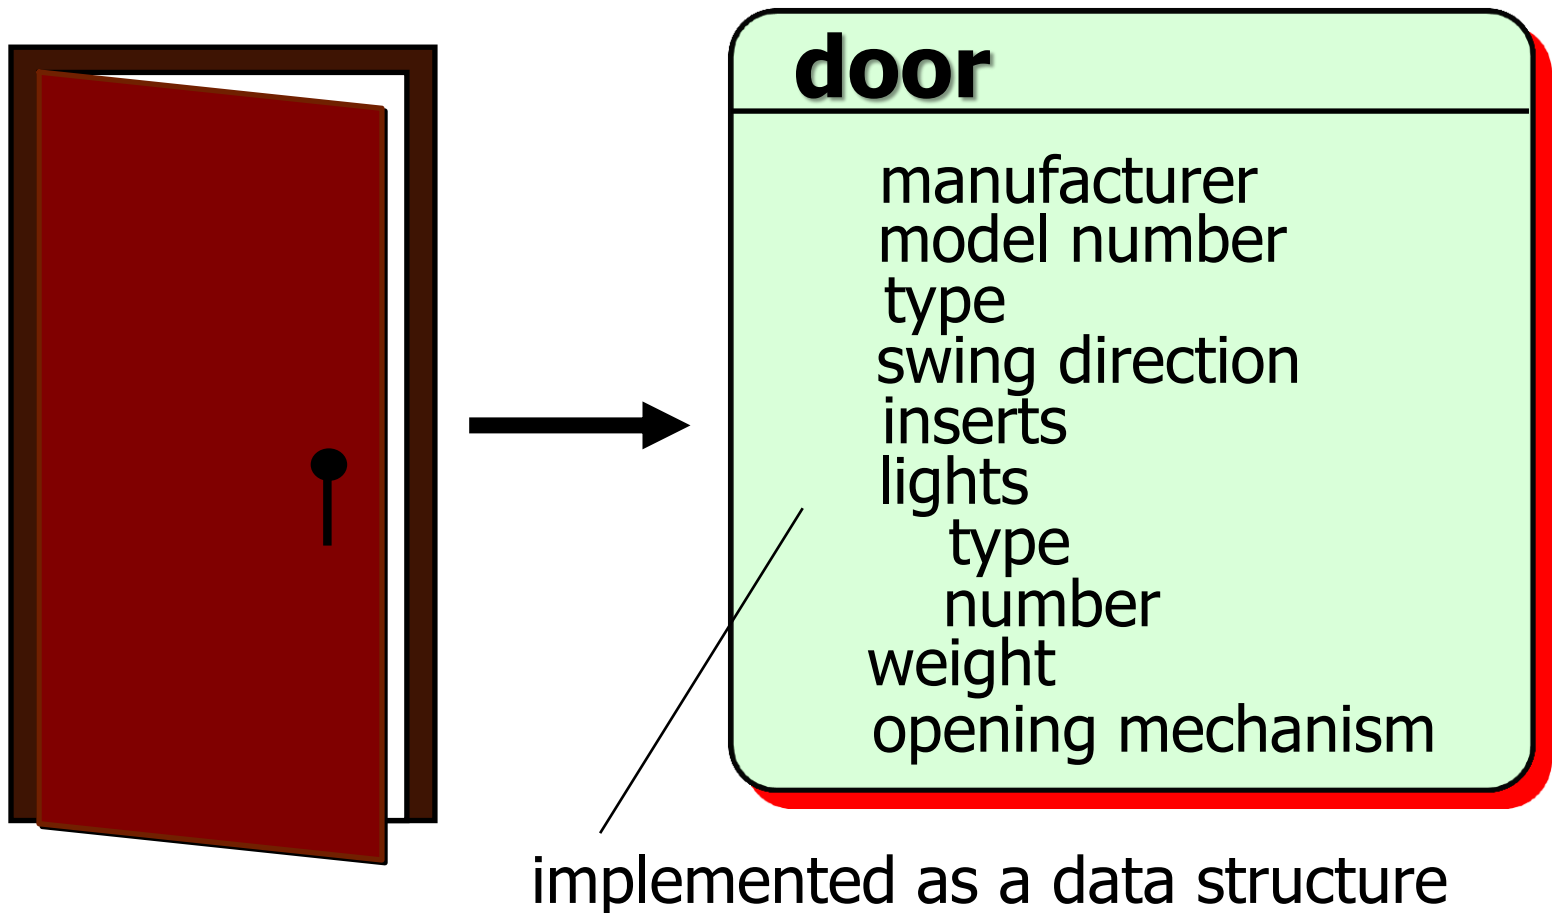 door
manufacturer
model number
type
swing direction
inserts
lights
type
number
weight
opening mechanism
implemented as a data structure